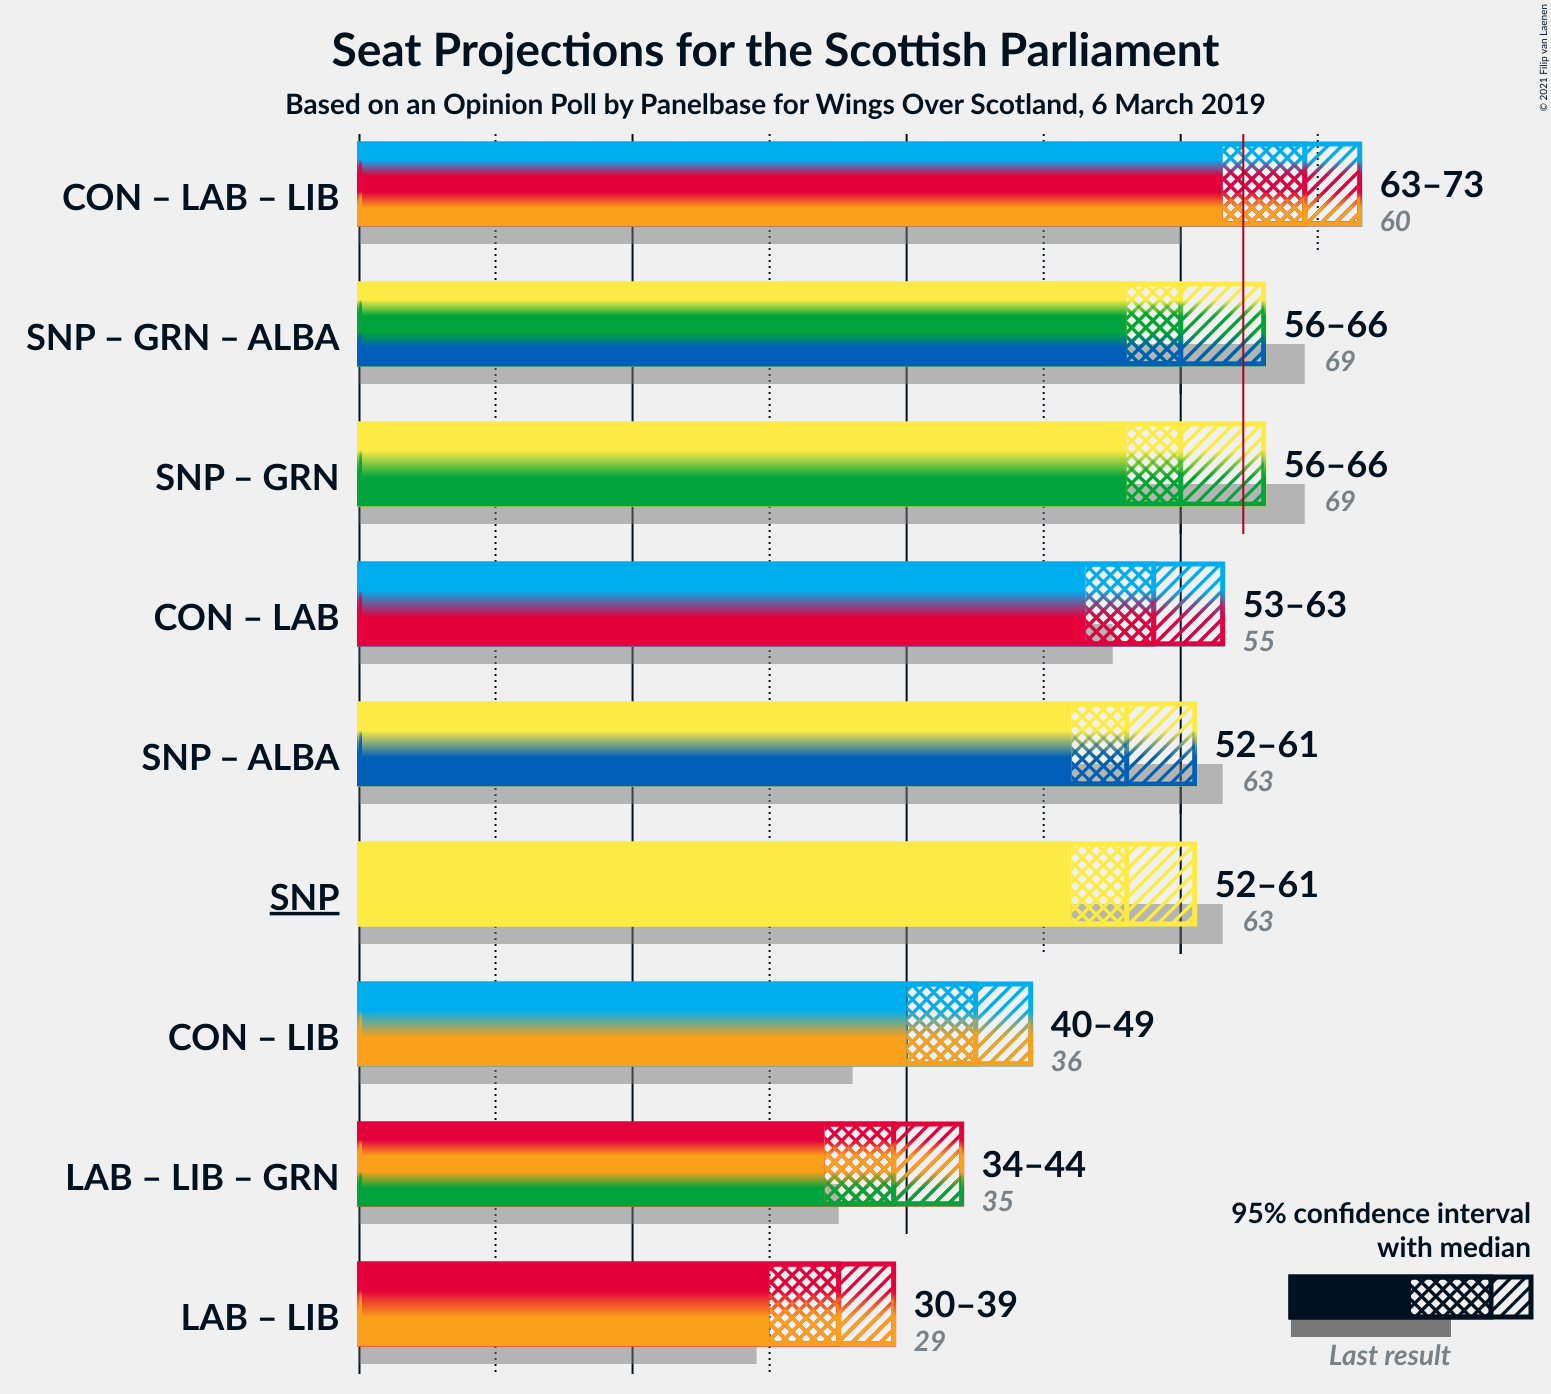 Seat Projections for the Scottish Parliament
Based on an Opinion Poll by Panelbase for Wings Over Scotland, 6 March 2019
© 2021 Filip van Laenen
CON – LAB – LIB
63–73
60
SNP – GRN – ALBA
56–66
69
SNP – GRN
56–66
69
CON – LAB
53–63
55
SNP – ALBA
52–61
63
SNP
52–61
63
CON – LIB
40–49
36
LAB – LIB – GRN
34–44
35
LAB – LIB
30–39
29
95% confidence interval
with median
Last result